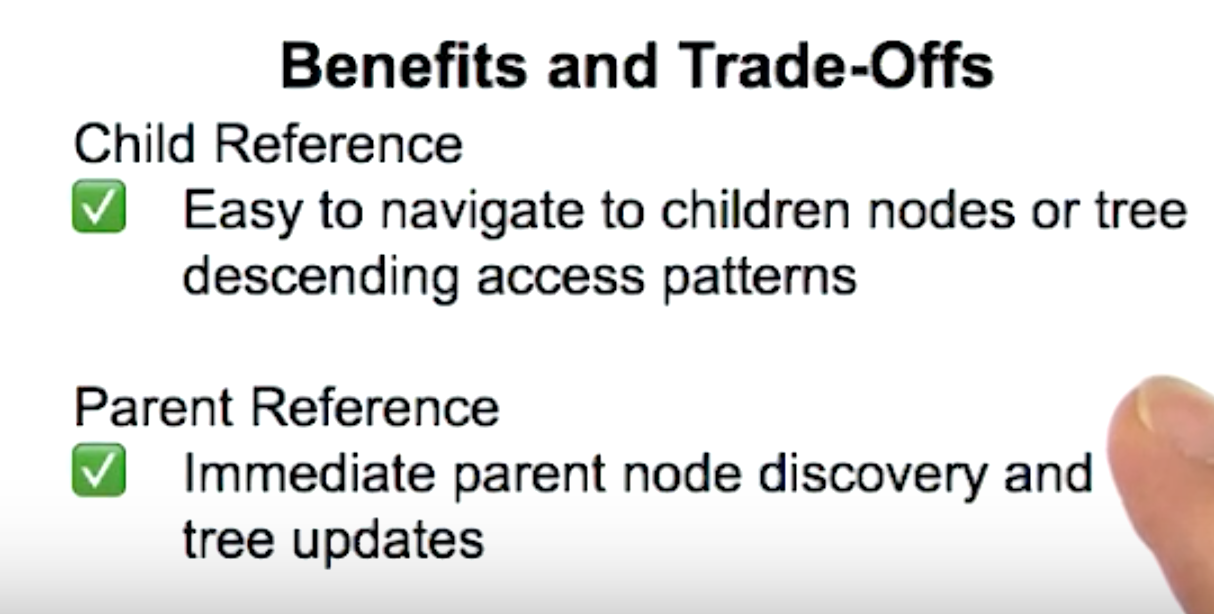 Benefits and Trade-Offs
Child Reference
Easy to navigate to children nodes or tree
descending access patterns
Parent Reference
Immediate parent node discovery and
tree updates